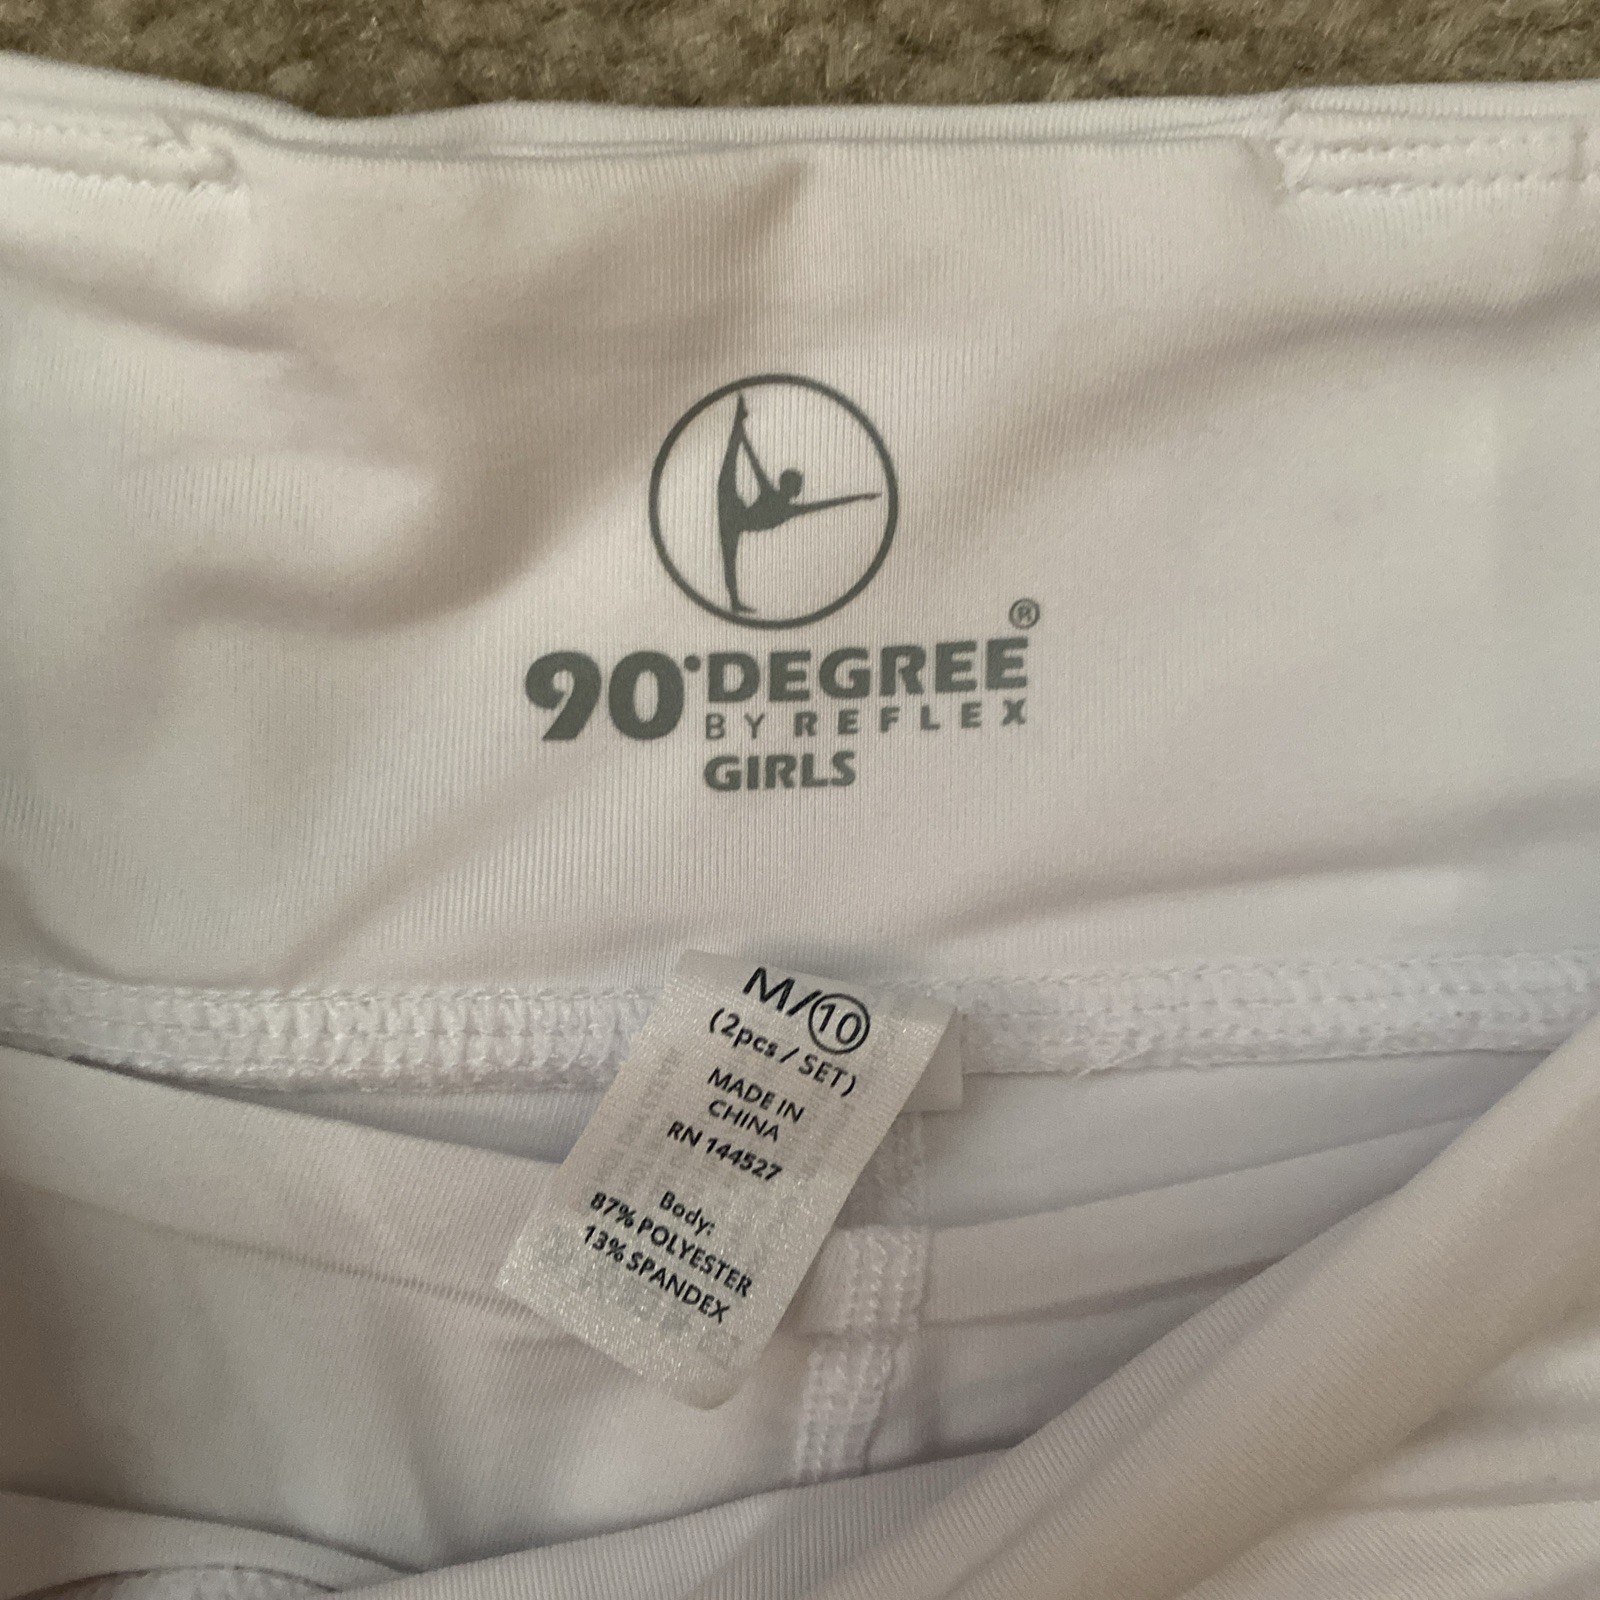 ®
90°DEGREE
BY REFLEX
GIRLS
M/10
(2pcs / SET)
MADE IN
CHINA
RN 144527
Body:
87% POLYESTER
13% SPANDEX